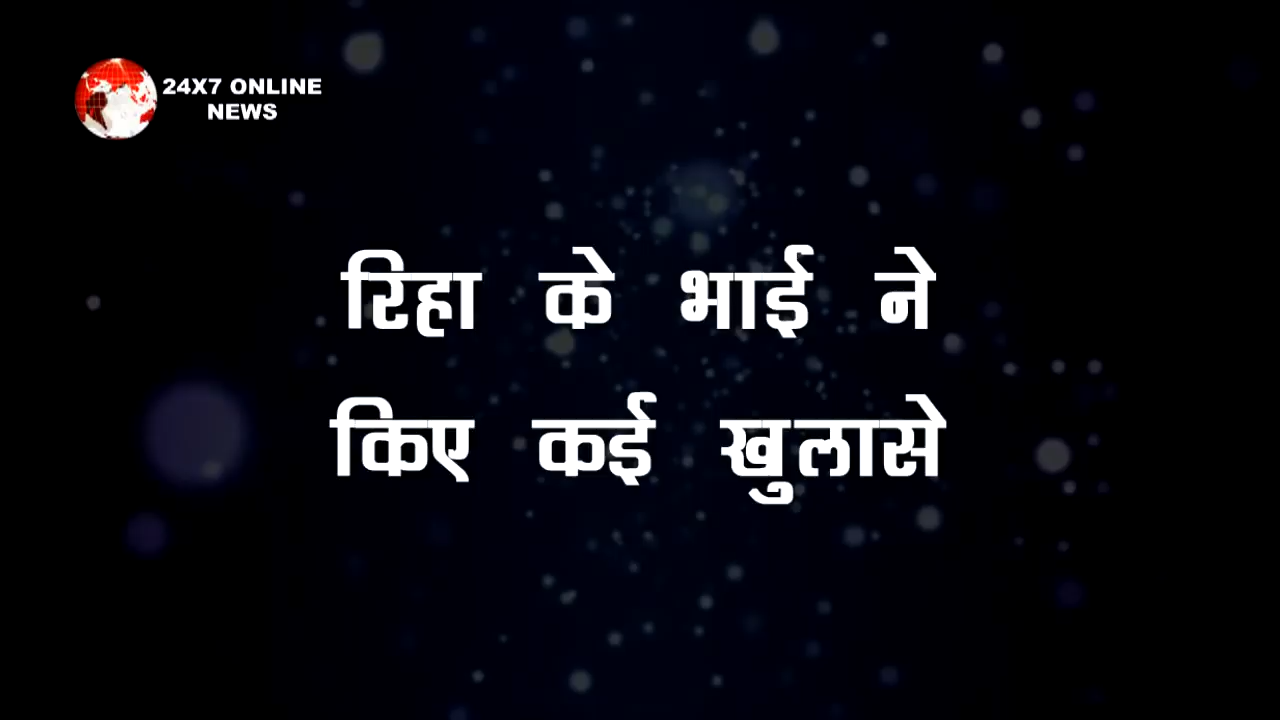 24X7 ONLINE
NEWS
रिहा के भाई ने
किए कई खुलासे